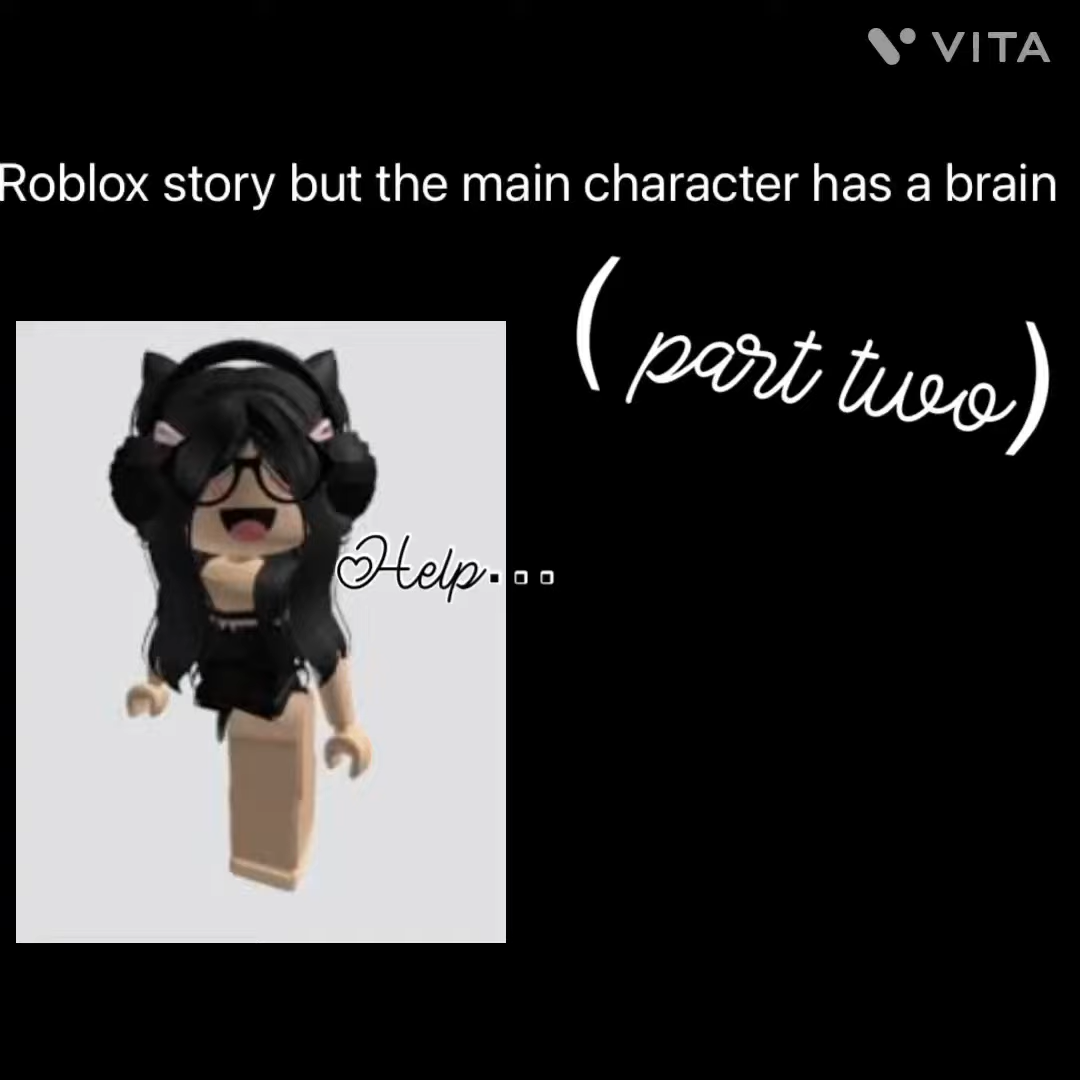 VITA
Roblox story but the main character has a brain
(part two)
Help...